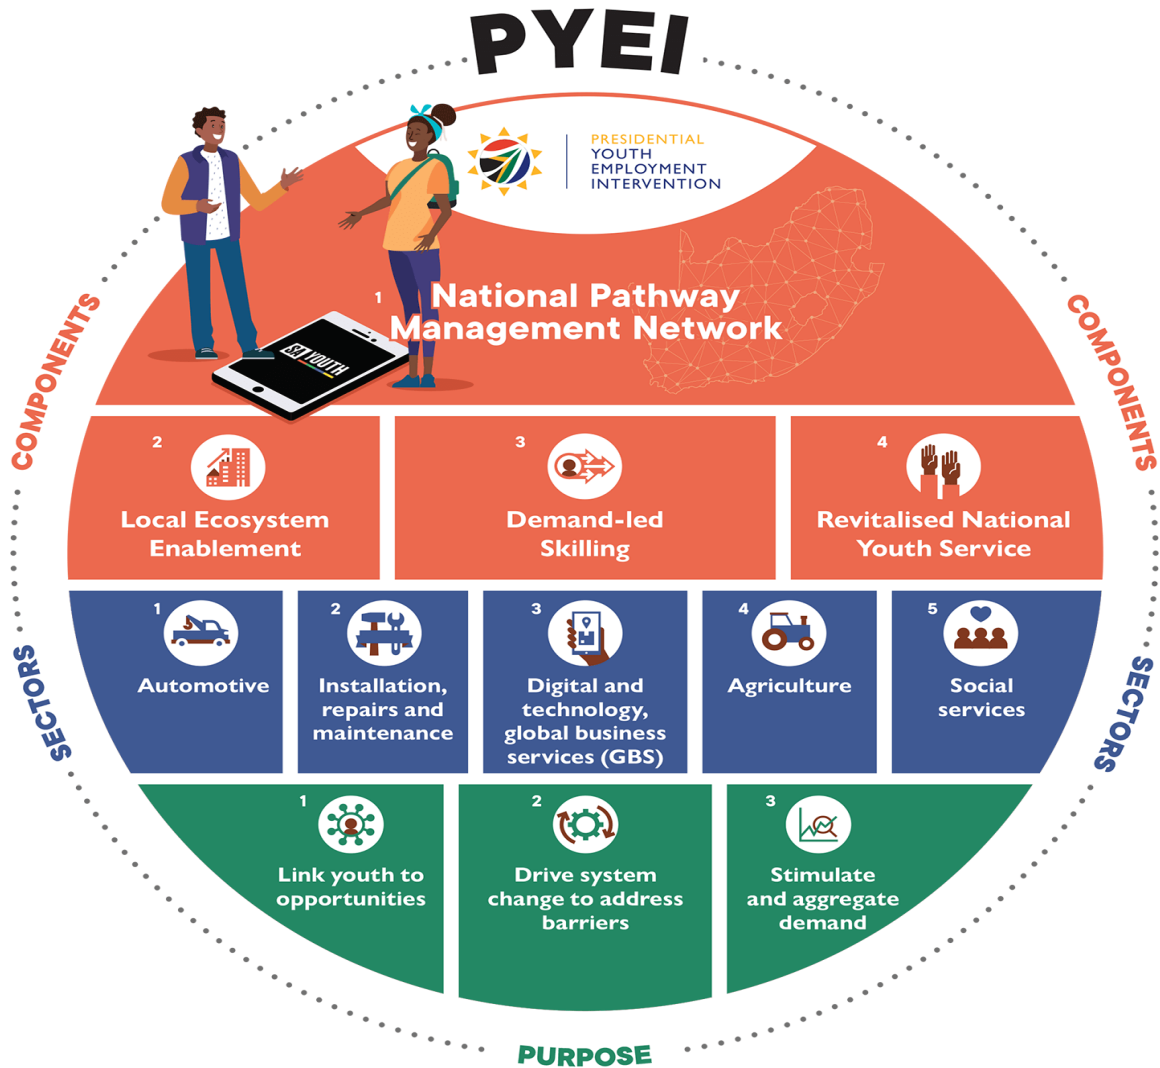 PYEI
PRESIDENTIAL
YOUTH
EMPLOYMENT
INTERVENTION
COMPONENTS
COMPONENTS
1
National Pathway
Management Network
SA YOUTH
2
Local Ecosystem
Enablement
3
Demand-led
Skilling
4
Revitalised National
Youth Service
SECTORS
SECTORS
1
Automotive
2
Installation,
repairs and
maintenance
3
Digital and
technology,
global business
services (GBS)
4
Agriculture
5
Social
services
1
Link youth to
opportunities
2
Drive system
change to address
barriers
3
Stimulate
and aggregate
demand
PURPOSE